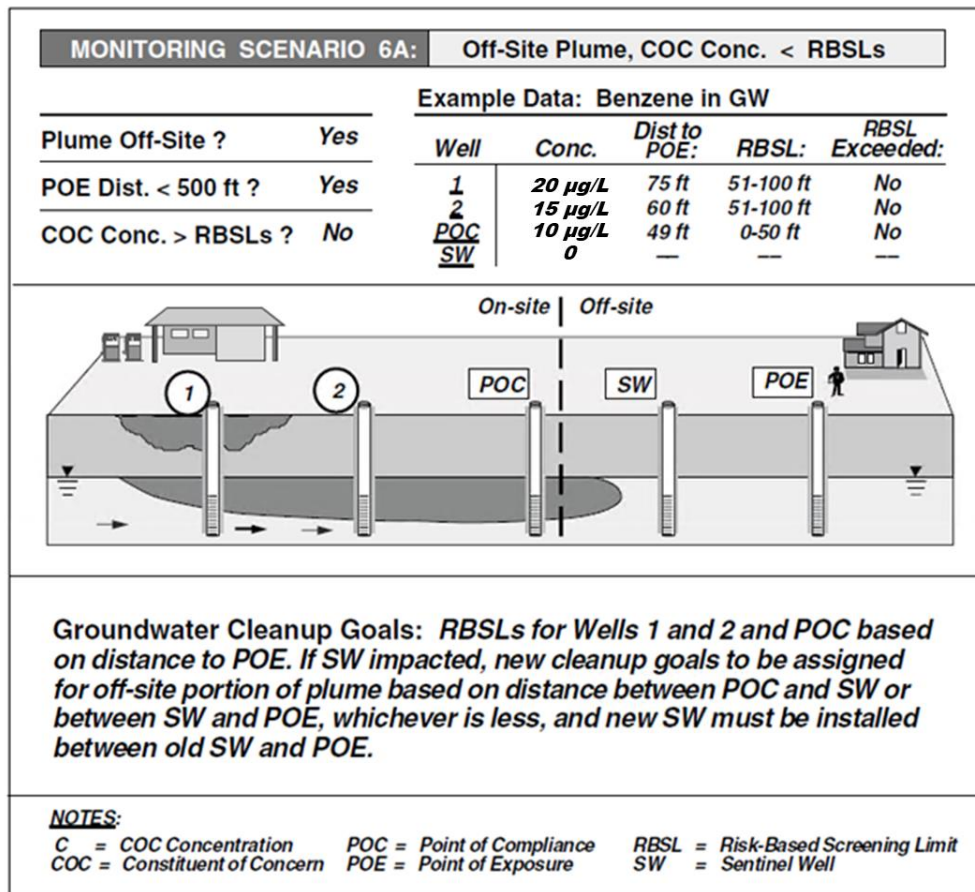 MONITORING SCENARIO 6A: Off-Site Plume, COC Conc. < RBSLs
Plume Off-Site ? Yes
POE Dist. < 500 ft ? Yes
COC Conc. > RBSLs ? No
Example Data: Benzene in GW
Well Conc. Dist to POE: RBSL: RBSL Exceeded:
1 20 µg/L 75 ft 51-100 ft No
2 15 µg/L 60 ft 51-100 ft No
POC 10 µg/L 49 ft 0-50 ft No
SW 0 — — —
On-site | Off-site
1 2 POC SW POE
Groundwater Cleanup Goals: RBSLs for Wells 1 and 2 and POC based
on distance to POE. If SW impacted, new cleanup goals to be assigned
for off-site portion of plume based on distance between POC and SW or
between SW and POE, whichever is less, and new SW must be installed
between old SW and POE.
NOTES:
C = COC Concentration POC = Point of Compliance RBSL = Risk-Based Screening Limit
COC = Constituent of Concern POE = Point of Exposure SW = Sentinel Well